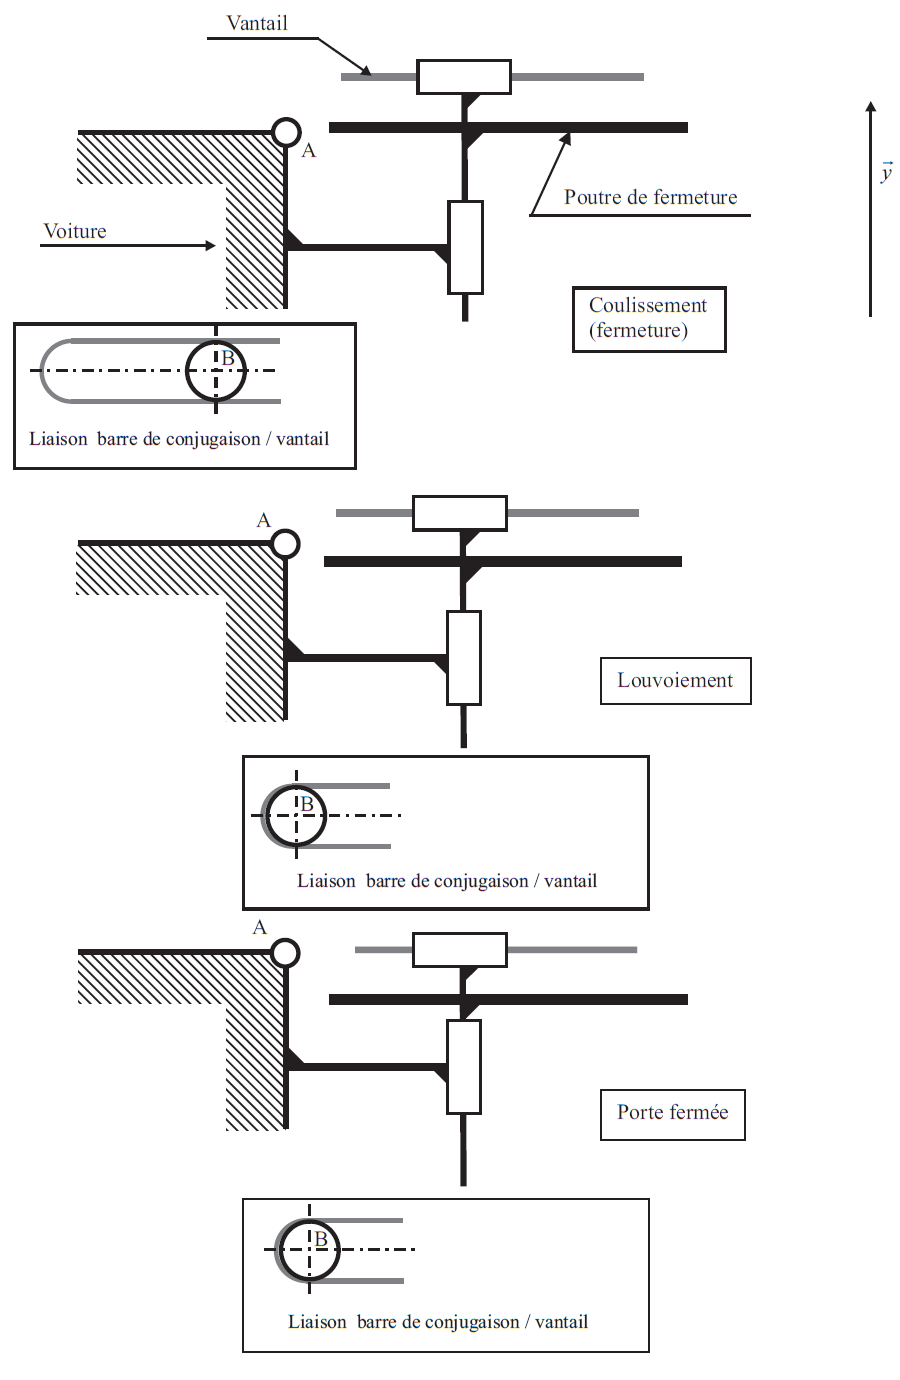 Vantail
A
y
Poutre de fermeture
Voiture
Coulissement
(fermeture)
B
Liaison barre de conjugaison / vantail
A
Louvoiement
B
Liaison barre de conjugaison / vantail
A
Porte fermée
B
Liaison barre de conjugaison / vantail